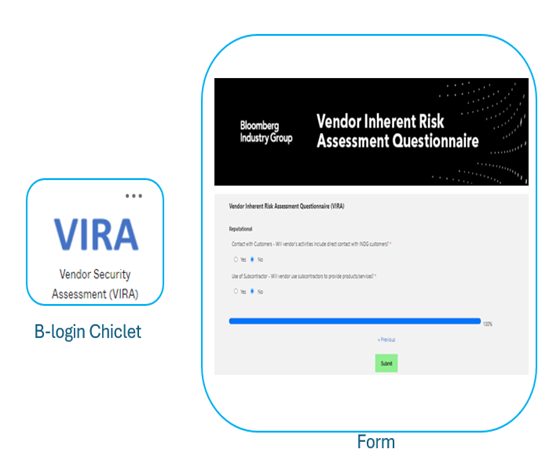 Bloomberg
Industry Group
Vendor Inherent Risk
Assessment Questionnaire
Vendor Inherent Risk Assessment Questionnaire (VIRA)
Reputational
Contact with Customers - Will vendor's activities include direct contact with INDG customers? *
Yes No
Use of Subcontractor - Will vendor use subcontractors to provide products/services? *
Yes No
100%
« Previous
Submit
Form
VIRA
Vendor Security
Assessment (VIRA)
B-login Chiclet